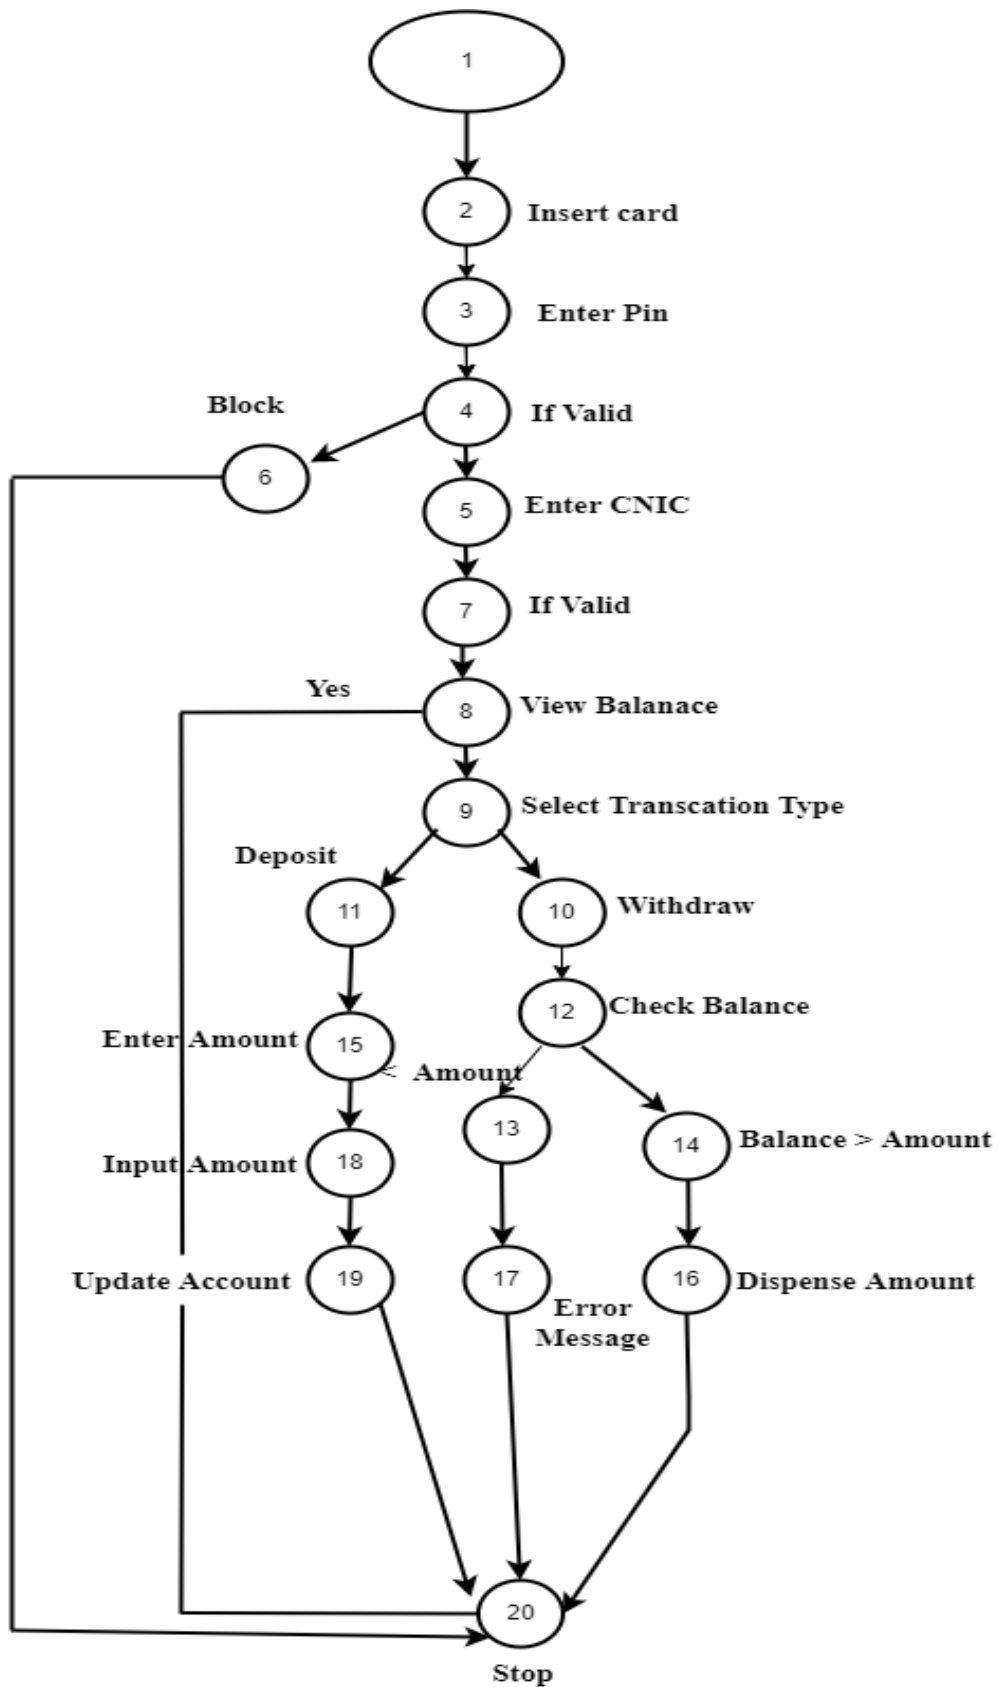 1
2
Insert card
3
Enter Pin
Block
4
If Valid
6
5
Enter CNIC
7
If Valid
Yes
8
View Balanace
9
Select Transcation Type
Deposit
11
10
Withdraw
12
Check Balance
Enter Amount
15
< Amount
13
14
Balance > Amount
Input Amount
18
Update Account
19
17
16
Dispense Amount
Error
Message
20
Stop